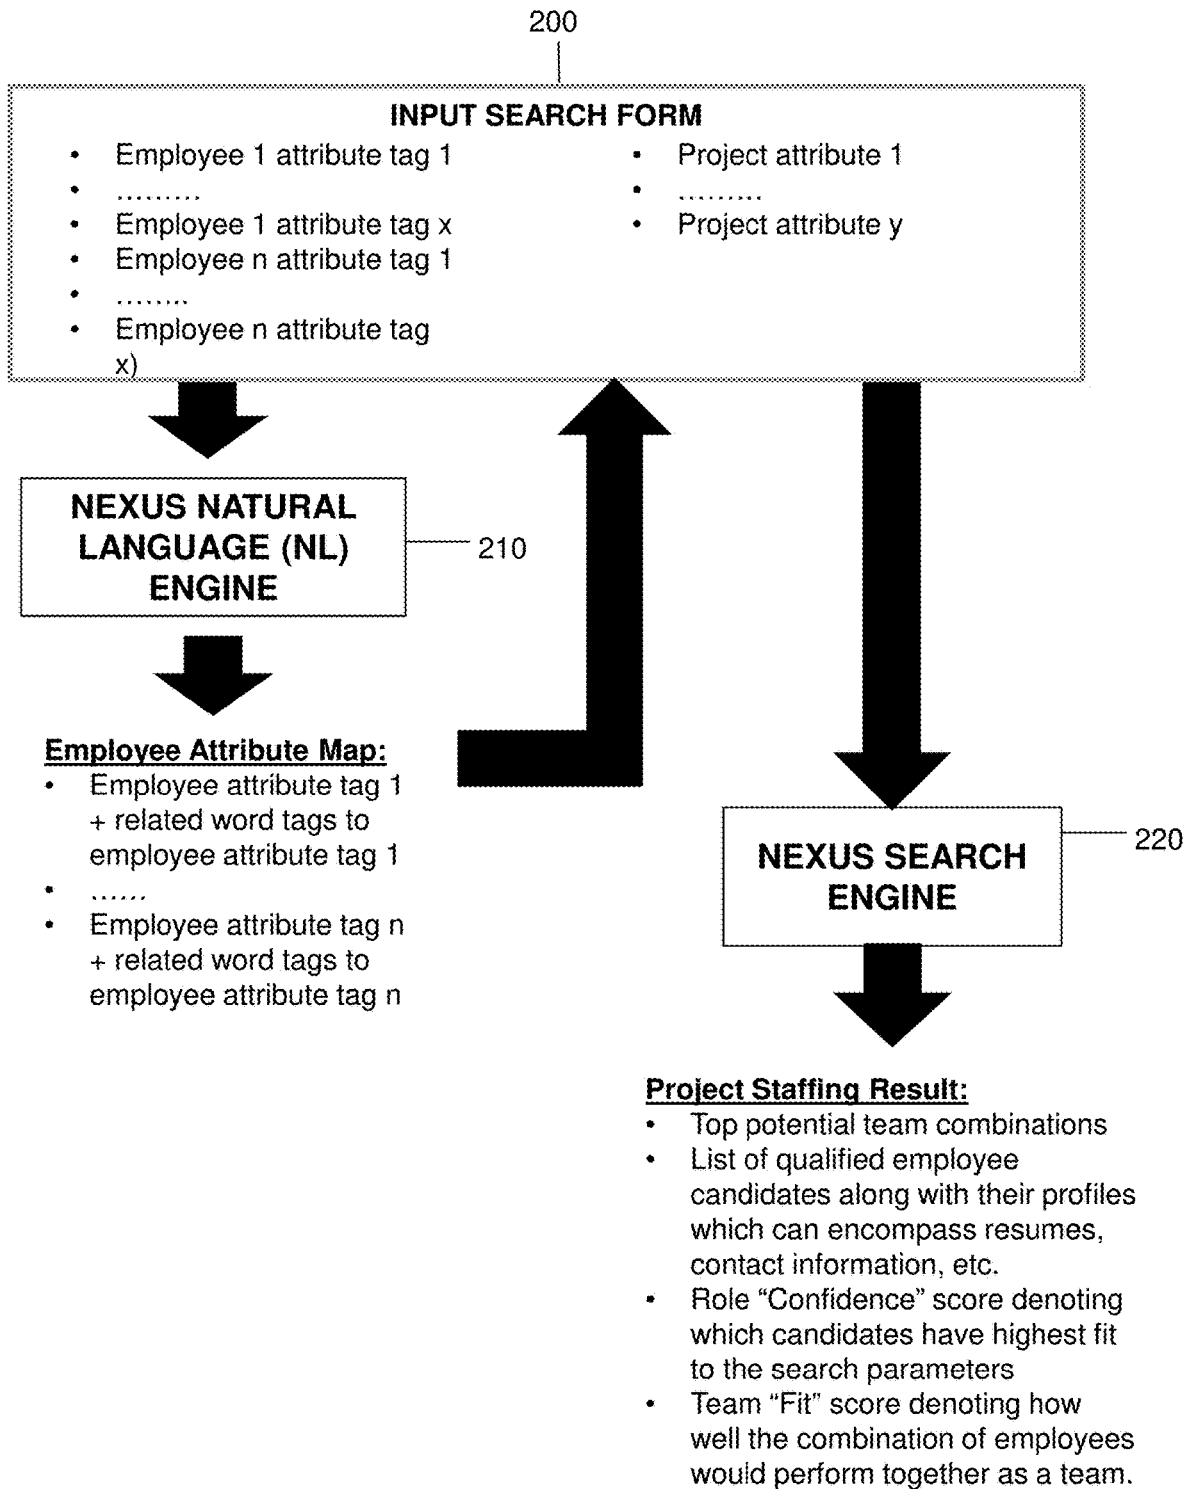 200
INPUT SEARCH FORM
• Employee 1 attribute tag 1
• .........
• Employee 1 attribute tag x
• Employee n attribute tag 1
• ........
• Employee n attribute tag
x)
• Project attribute 1
• .........
• Project attribute y
NEXUS NATURAL
LANGUAGE (NL)
ENGINE
210
Employee Attribute Map:
• Employee attribute tag 1
+ related word tags to
employee attribute tag 1
• ......
• Employee attribute tag n
+ related word tags to
employee attribute tag n
NEXUS SEARCH
ENGINE
220
Project Staffing Result:
• Top potential team combinations
• List of qualified employee
candidates along with their profiles
which can encompass resumes,
contact information, etc.
• Role “Confidence” score denoting
which candidates have highest fit
to the search parameters
• Team “Fit” score denoting how
well the combination of employees
would perform together as a team.